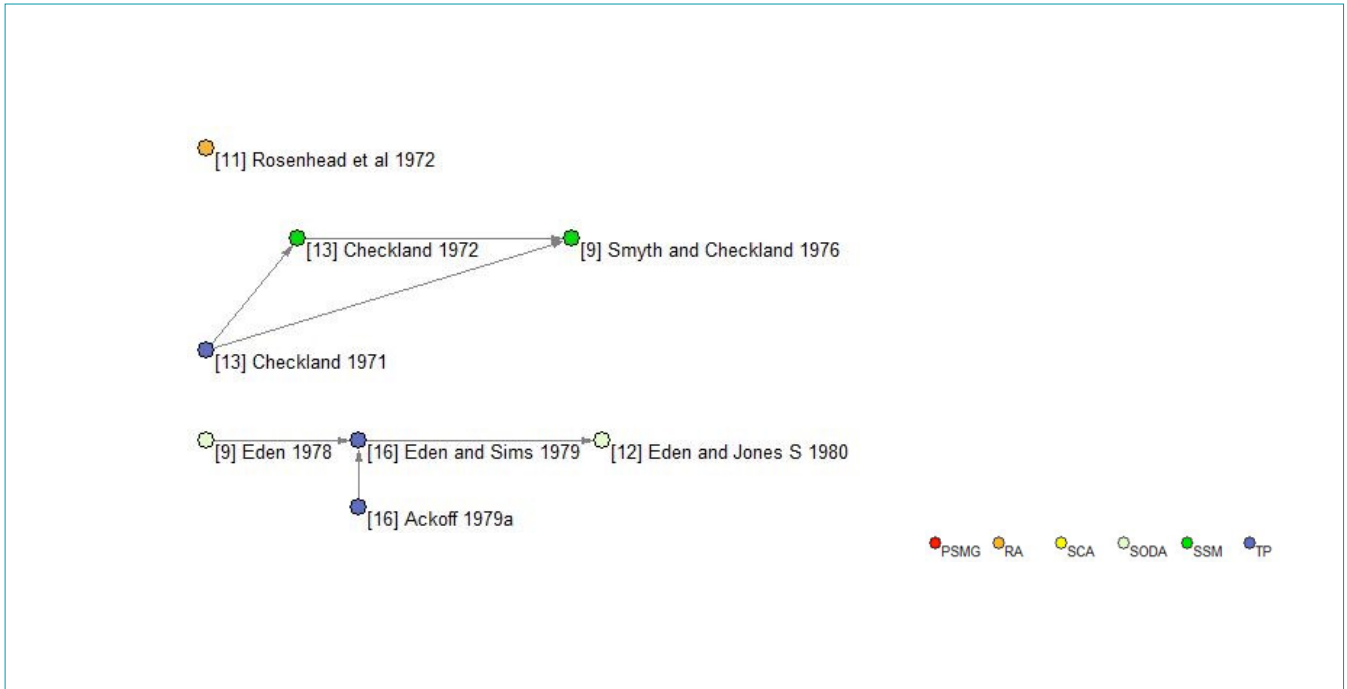 [11] Rosenhead et al 1972
[13] Checkland 1972
[9] Smyth and Checkland 1976
[13] Checkland 1971
[9] Eden 1978
[16] Eden and Sims 1979
[12] Eden and Jones S 1980
[16] Ackoff 1979a
PSMG
RA
SCA
SODA
SSM
TP